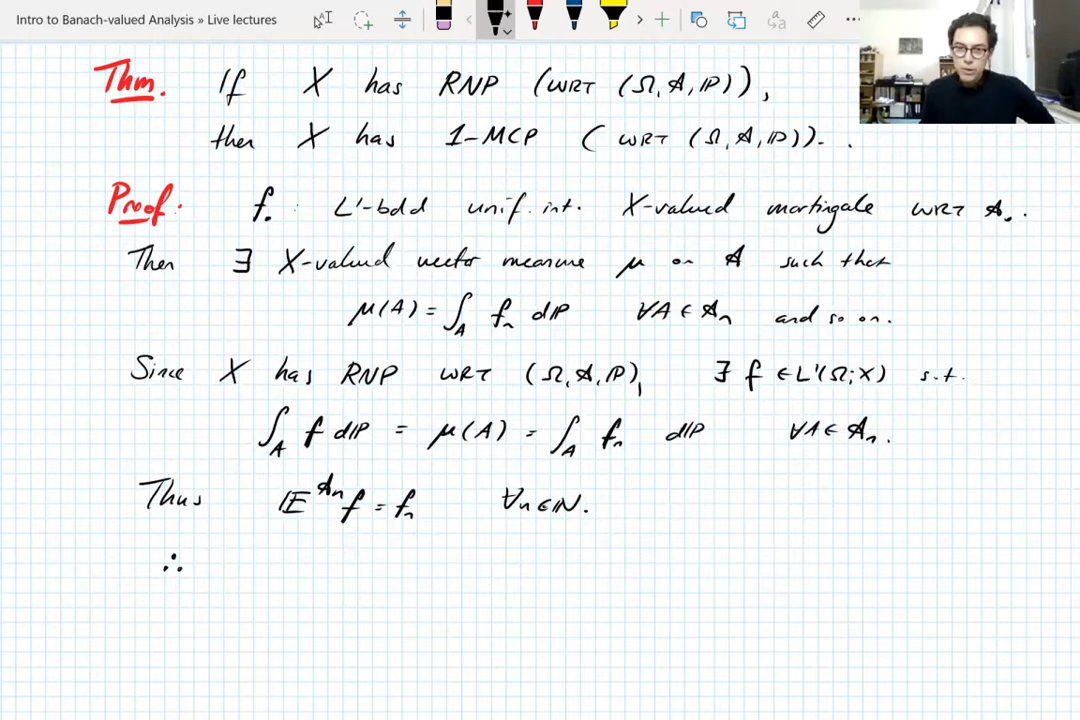 Intro to Banach-valued Analysis » Live lectures
Thm. If X has RNP (WRT (Ω, 𝒜, ℙ)),
then X has 1-MCP (WRT (Ω, 𝒜, ℙ)).
Proof: f. : L¹-bdd unif. int. X-valued martingale WRT 𝒜..
Then ∃ X-valued vector measure μ on 𝒜 such that
μ(A) = ∫_A f_n dℙ ∀A ∈ 𝒜_n and so on.
Since X has RNP WRT (Ω, 𝒜, ℙ), ∃ f ∈ L¹(Ω; X) s.t.
∫_A f dℙ = μ(A) = ∫_A f_n dℙ ∀A ∈ 𝒜_n.
Thus 𝔼^{𝒜_n} f = f_n ∀n ∈ ℕ.
∴